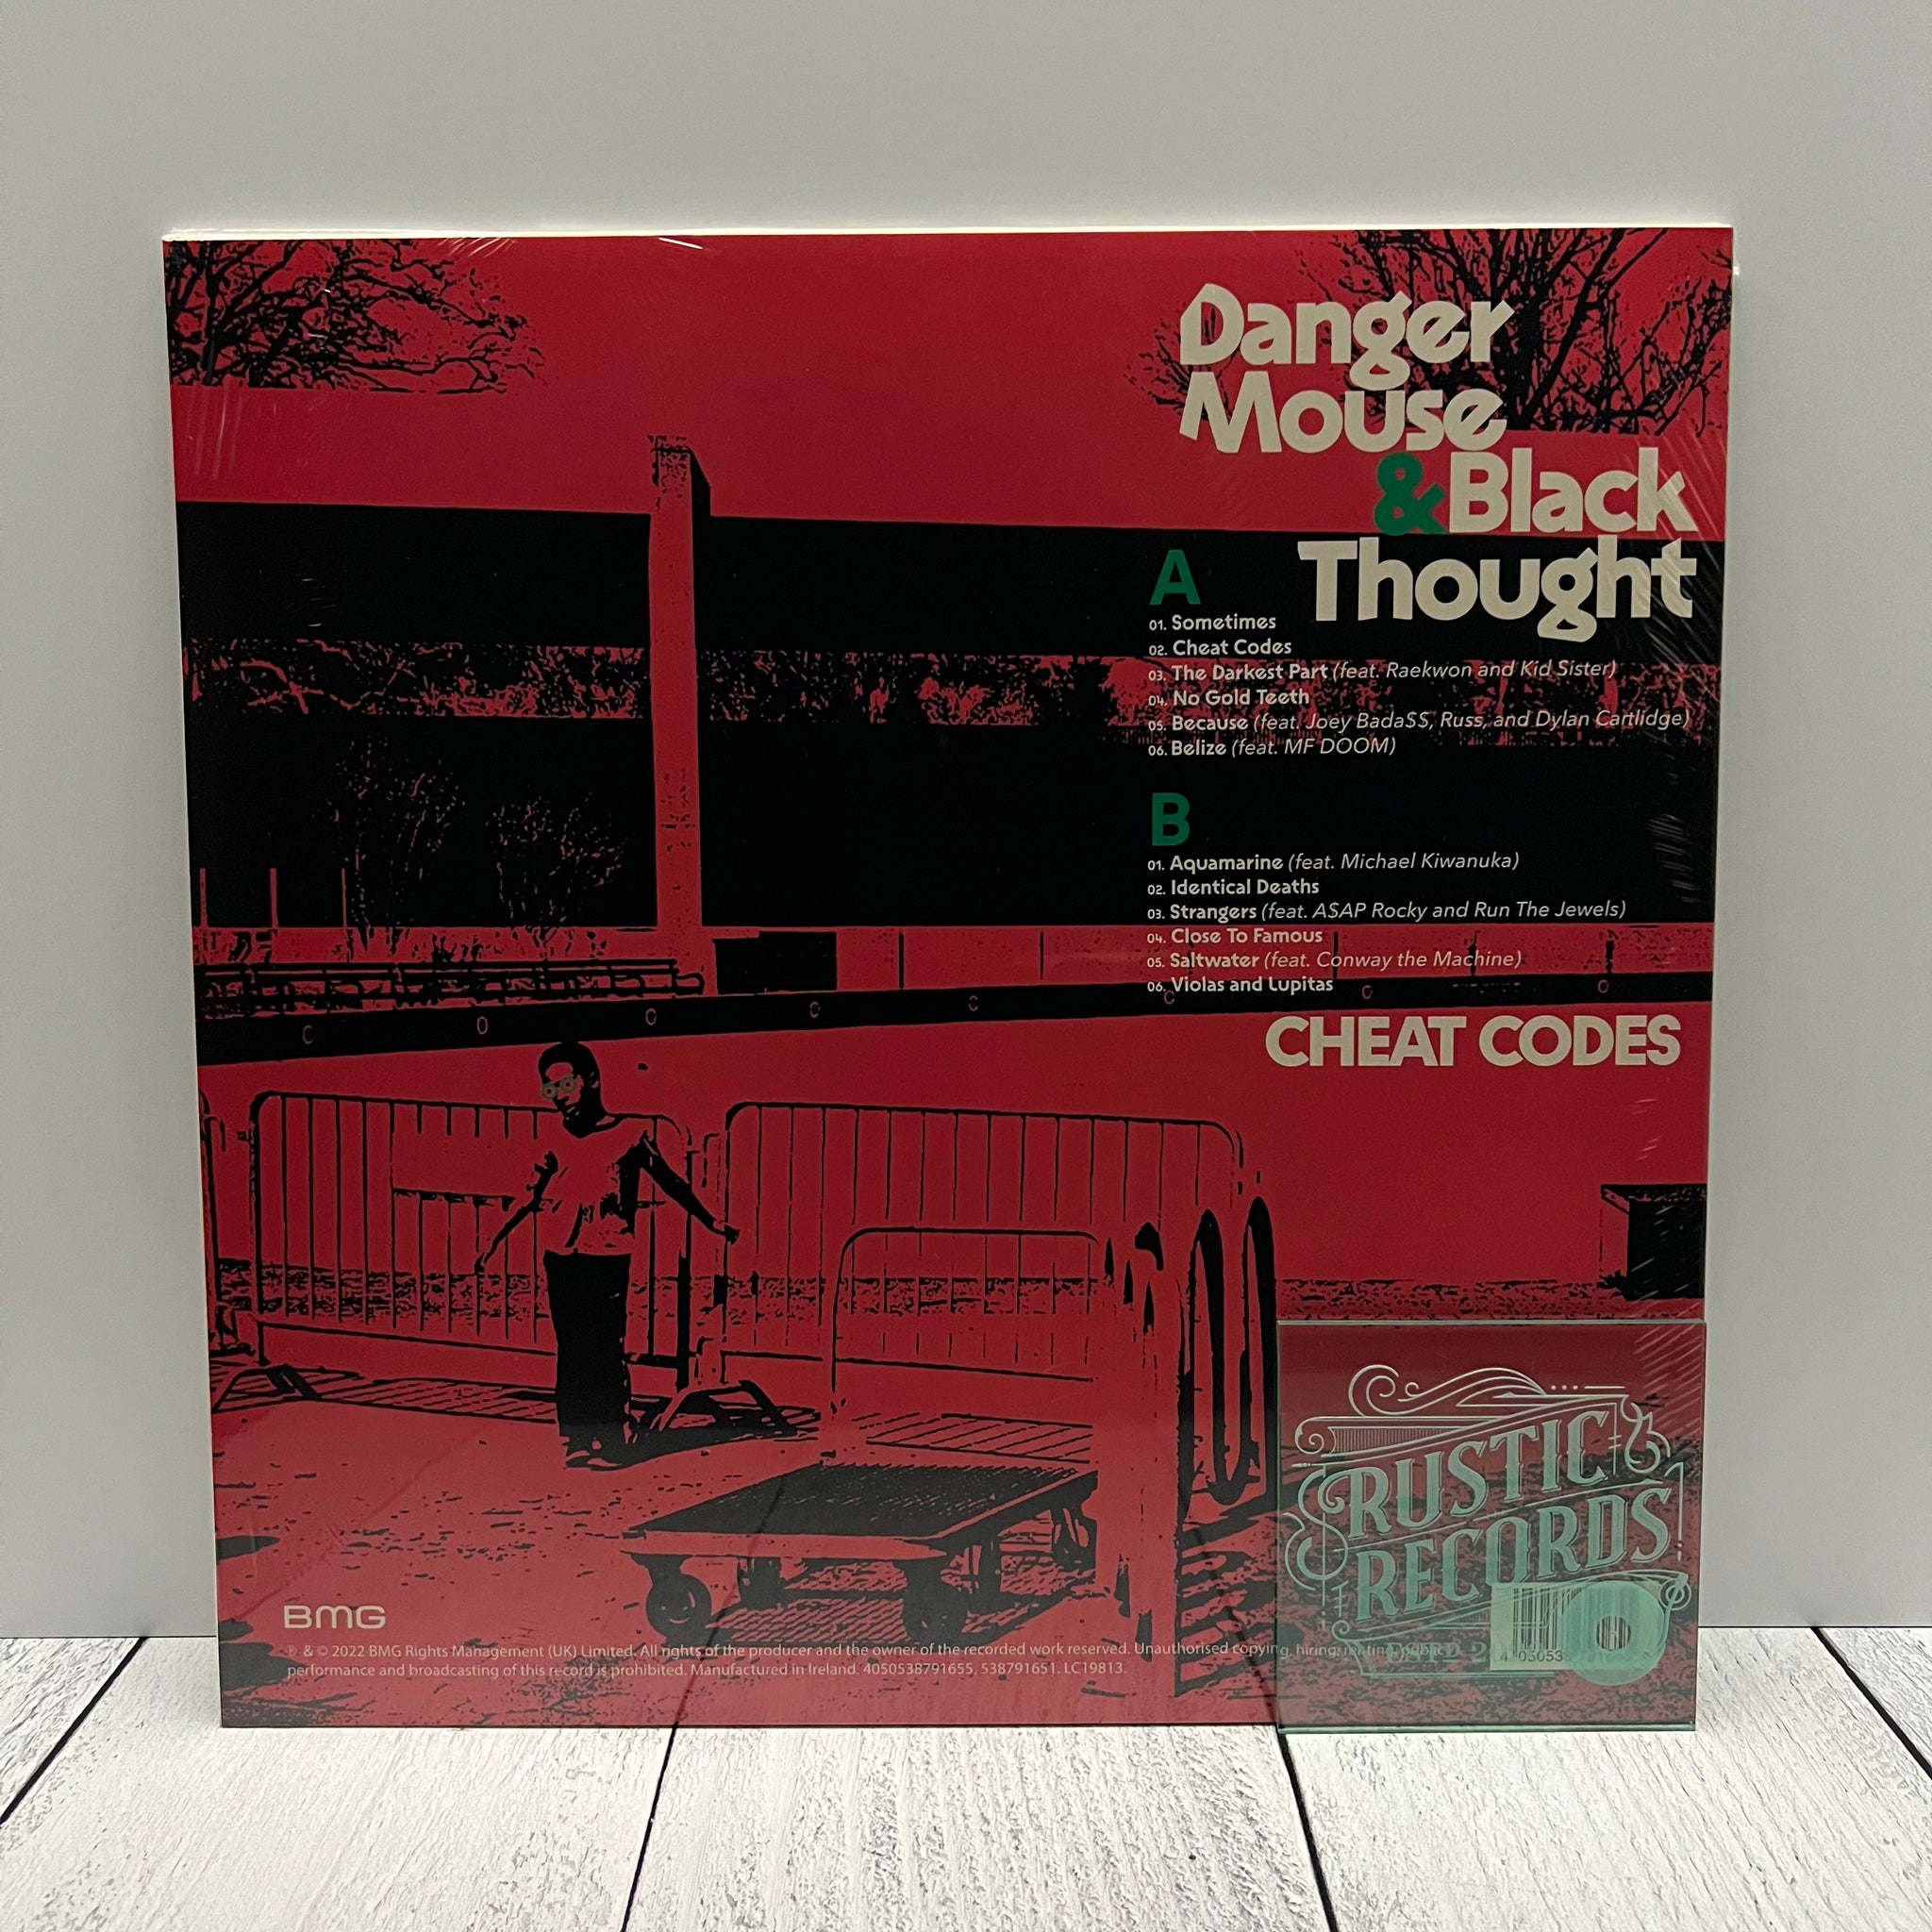 Danger
Mouse
&Black
Thought
A
01. Sometimes
02. Cheat Codes
03. The Darkest Part (feat. Raekwon and Kid Sister)
04. No Gold Teeth
05. Because (feat. Joey Bada$$, Russ, and Dylan Cartlidge)
06. Belize (feat. MF DOOM)
B
01. Aquamarine (feat. Michael Kiwanuka)
02. Identical Deaths
03. Strangers (feat. A$AP Rocky and Run The Jewels)
04. Close To Famous
05. Saltwater (feat. Conway the Machine)
06. Violas and Lupitas
CHEAT CODES
RUSTIC
RECORDS
BMG
℗ & © 2022 BMG Rights Management (UK) Limited. All rights of the producer and the owner of the recorded work reserved. Unauthorised copying, hiring, renting, public
performance and broadcasting of this record is prohibited. Manufactured in Ireland. 4050538791655. 538791651. LC19813.